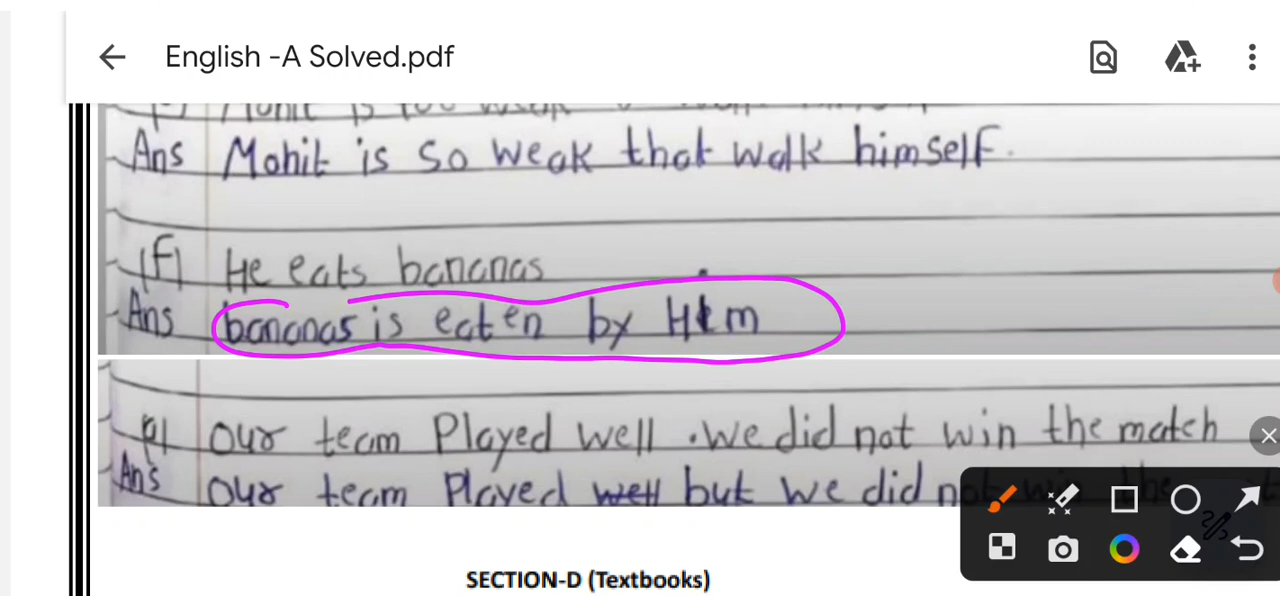 English -A Solved.pdf
Ans Mohit is so weak that walk himself.
(F) He eats bananas
Ans bananas is eaten by Him
g) Our team Played well . we did not win the match
Ans Our team Played well but we did
SECTION-D (Textbooks)